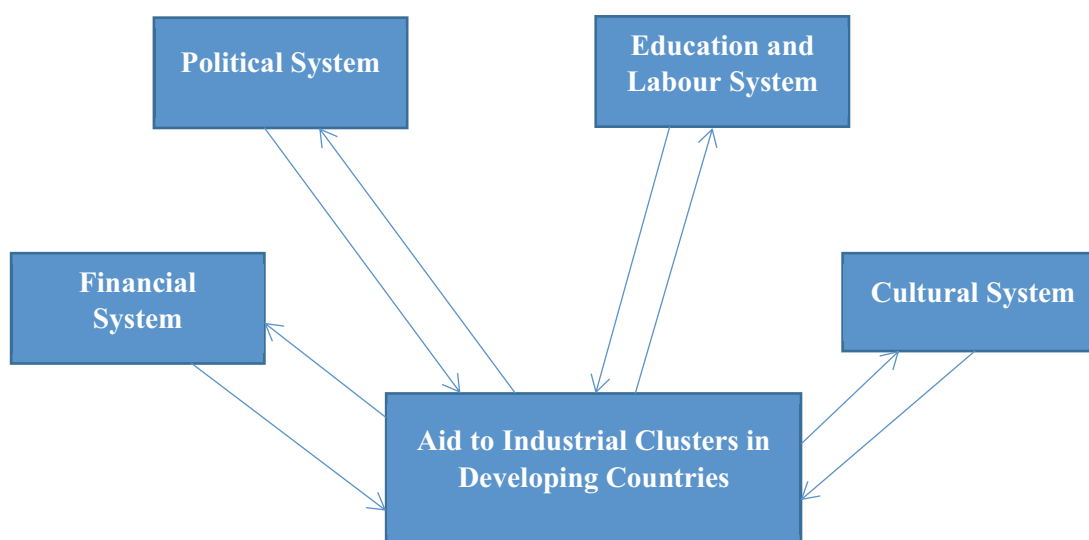 Political System
Education and
Labour System
Financial
System
Cultural System
Aid to Industrial Clusters in
Developing Countries